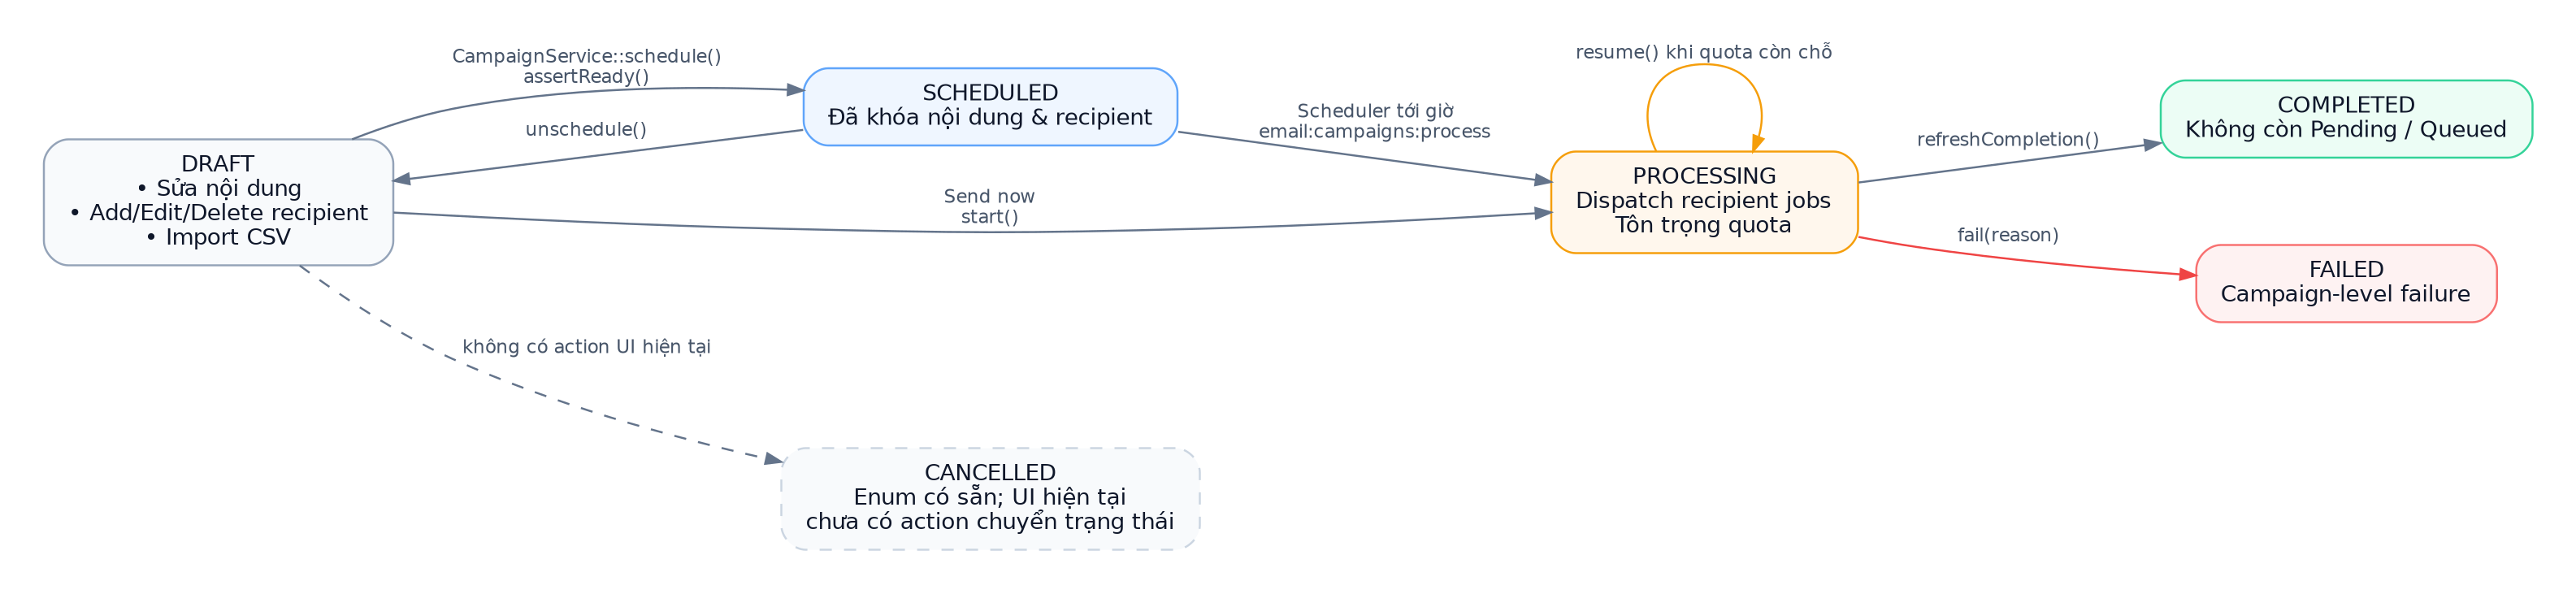 CampaignService::schedule()
assertReady()
unschedule()
DRAFT
• Sửa nội dung
• Add/Edit/Delete recipient
• Import CSV
SCHEDULED
Đã khóa nội dung & recipient
Send now
start()
Scheduler tới giờ
email:campaigns:process
resume() khi quota còn chỗ
PROCESSING
Dispatch recipient jobs
Tôn trọng quota
refreshCompletion()
COMPLETED
Không còn Pending / Queued
fail(reason)
FAILED
Campaign-level failure
không có action UI hiện tại
CANCELLED
Enum có sẵn; UI hiện tại
chưa có action chuyển trạng thái